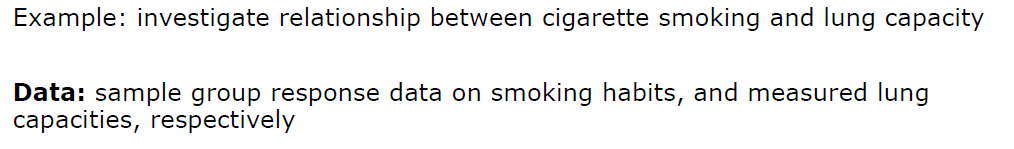 Example: investigate relationship between cigarette smoking and lung capacity
Data: sample group response data on smoking habits, and measured lung
capacities, respectively